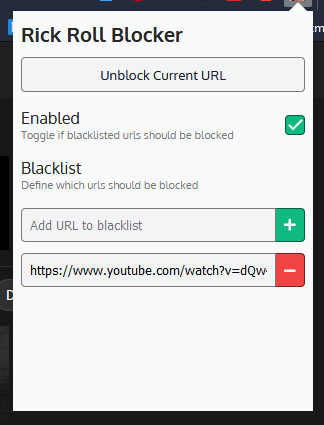 Rick Roll Blocker
Unblock Current URL
Enabled
Toggle if blacklisted urls should be blocked
Blacklist
Define which urls should be blocked
Add URL to blacklist
https://www.youtube.com/watch?v=dQw